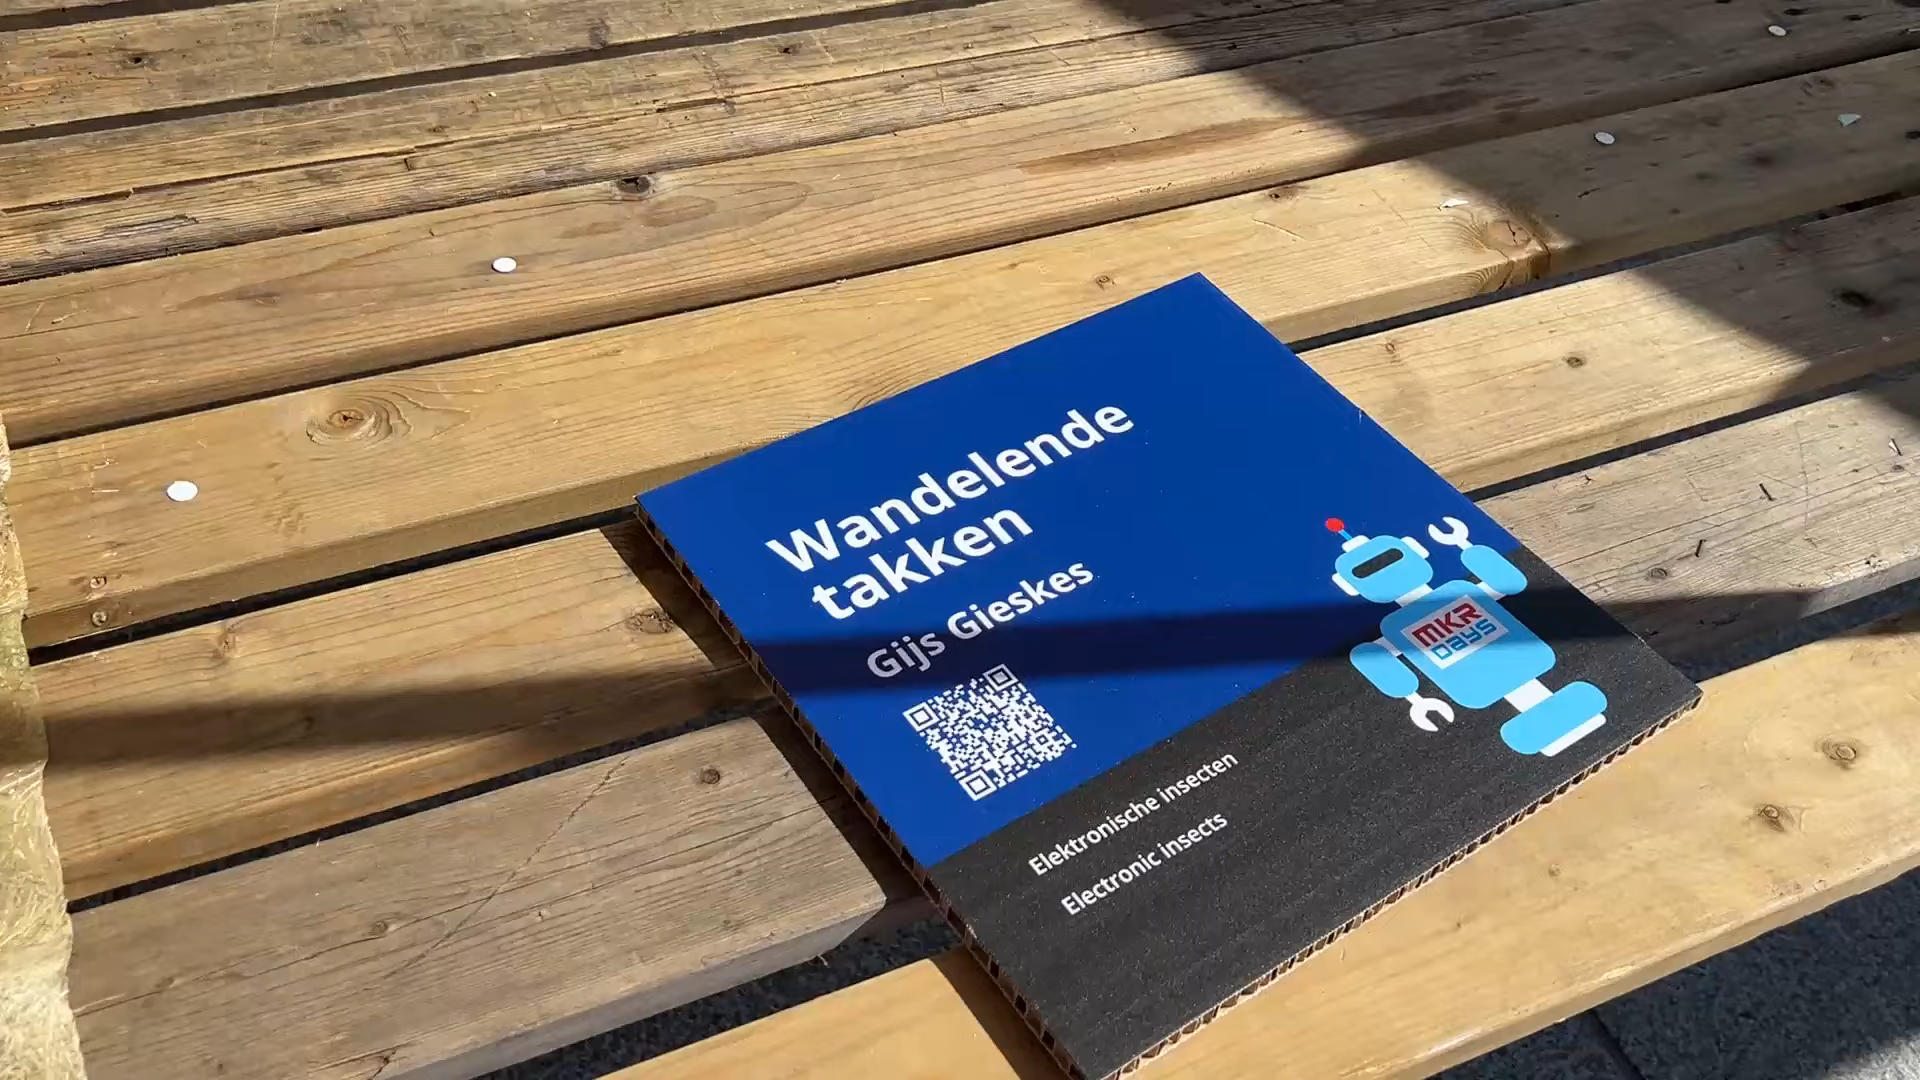 Wandelende
takken
Gijs Gieskes
MKR
Days
Elektronische insecten
Electronic insects